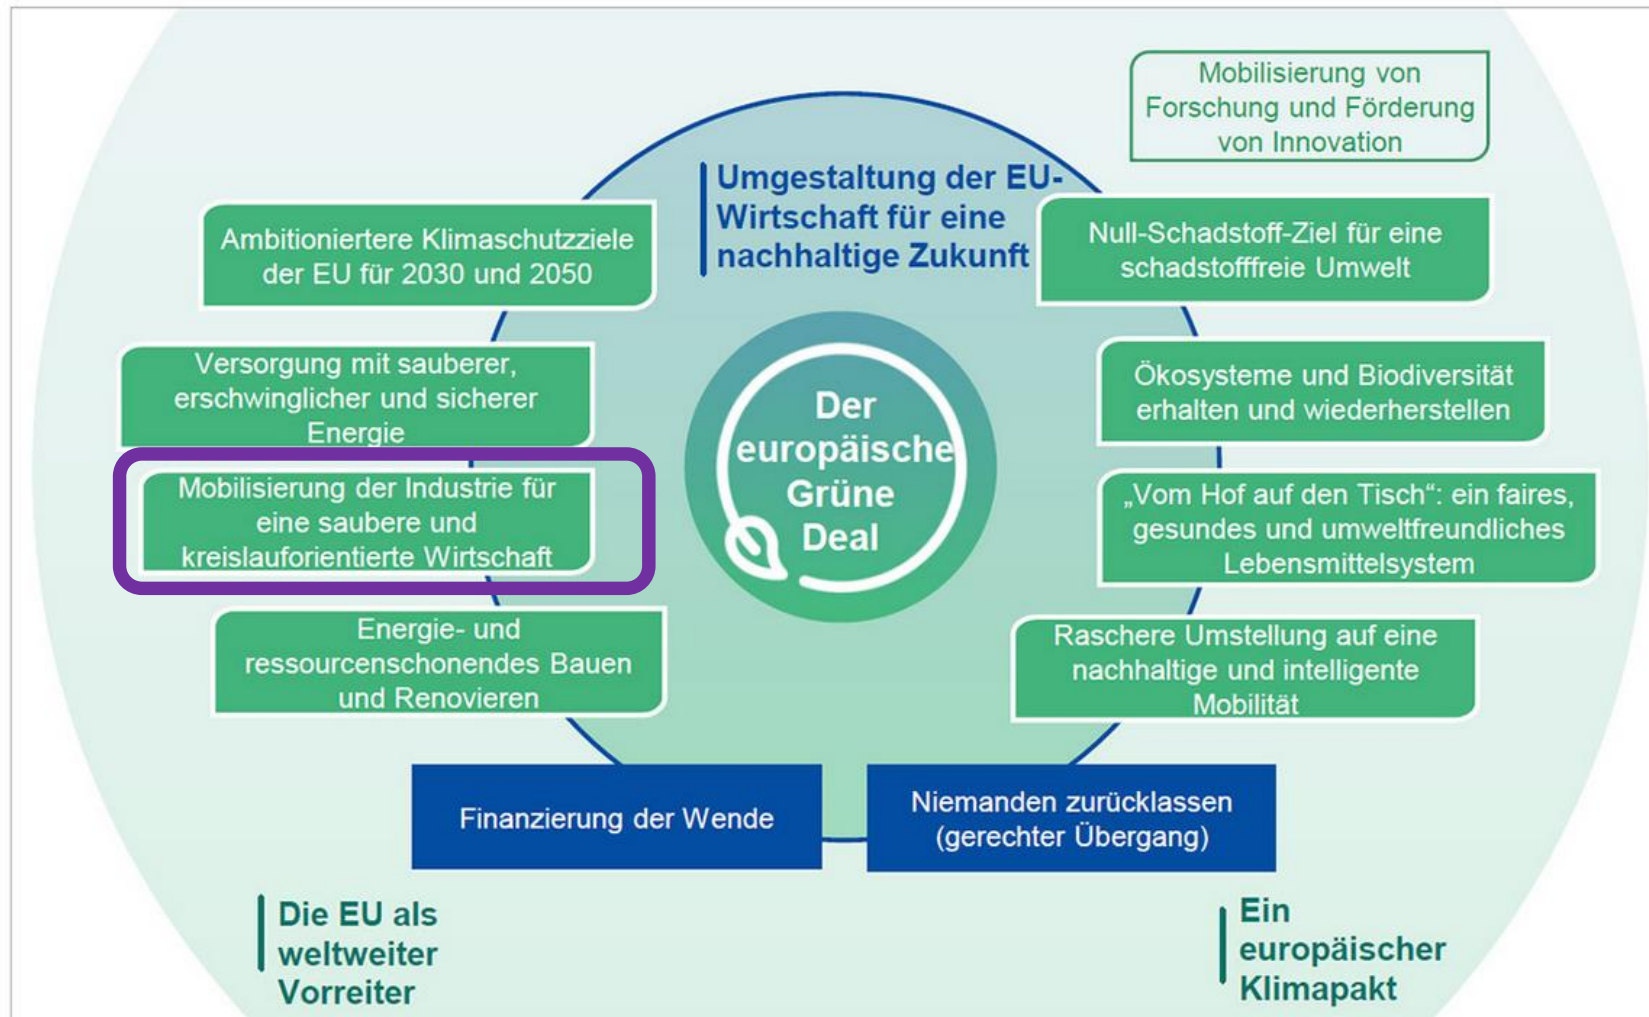 Mobilisierung von
Forschung und Förderung
von Innovation
Umgestaltung der EU-
Wirtschaft für eine
nachhaltige Zukunft
Ambitioniertere Klimaschutzziele
der EU für 2030 und 2050
Null-Schadstoff-Ziel für eine
schadstofffreie Umwelt
Versorgung mit sauberer,
erschwinglicher und sicherer
Energie
Ökosysteme und Biodiversität
erhalten und wiederherstellen
Der
europäische
Grüne
Deal
Mobilisierung der Industrie für
eine saubere und
kreislauforientierte Wirtschaft
„Vom Hof auf den Tisch“: ein faires,
gesundes und umweltfreundliches
Lebensmittelsystem
Energie- und
ressourcenschonendes Bauen
und Renovieren
Raschere Umstellung auf eine
nachhaltige und intelligente
Mobilität
Finanzierung der Wende
Niemanden zurücklassen
(gerechter Übergang)
Die EU als
weltweiter
Vorreiter
Ein
europäischer
Klimapakt